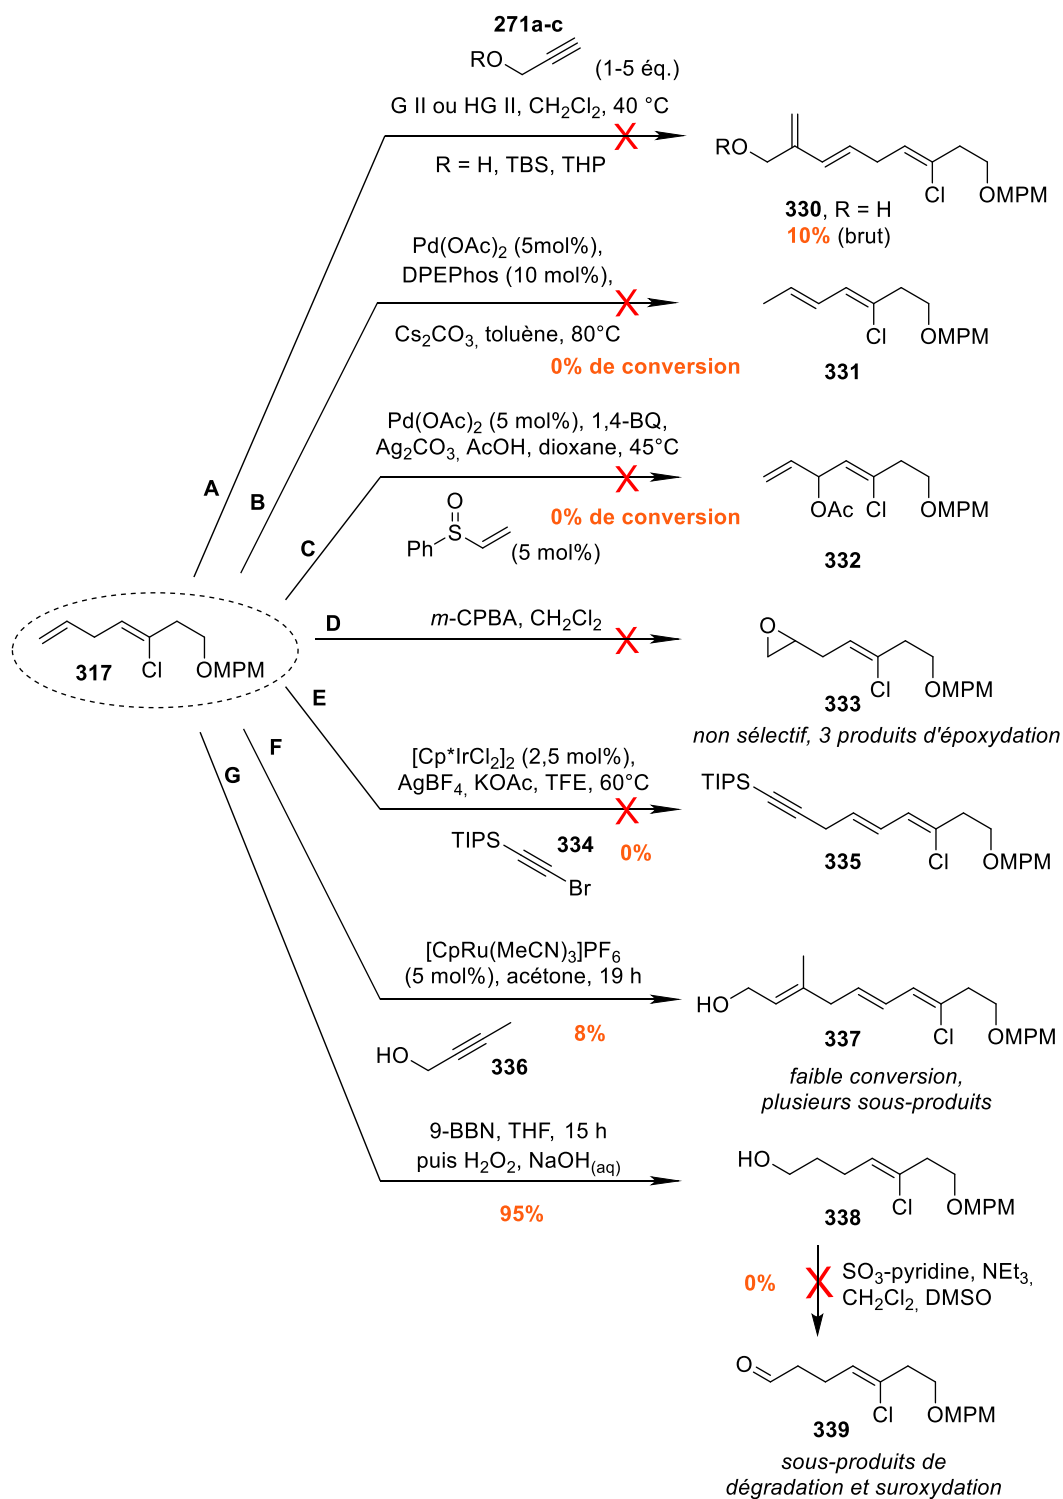 271a-c
RO
(1-5 éq.)
G II ou HG II, CH2Cl2, 40 °C
X
R = H, TBS, THP
RO
Cl
OMPM
330, R = H
10% (brut)
Pd(OAc)2 (5mol%),
DPEPhos (10 mol%),
X
Cs2CO3, toluène, 80°C
0% de conversion
Cl
OMPM
331
Pd(OAc)2 (5 mol%), 1,4-BQ,
Ag2CO3, AcOH, dioxane, 45°C
X
0% de conversion
O
S
Ph
(5 mol%)
OAc
Cl
OMPM
332
A
B
C
D
m-CPBA, CH2Cl2
X
O
Cl
OMPM
333
non sélectif, 3 produits d'époxydation
317
Cl
OMPM
E
F
G
[Cp*IrCl2]2 (2,5 mol%),
AgBF4, KOAc, TFE, 60°C
X
334
0%
TIPS
Br
TIPS
Cl
OMPM
335
[CpRu(MeCN)3]PF6
(5 mol%), acétone, 19 h
8%
HO
336
HO
Cl
OMPM
337
faible conversion,
plusieurs sous-produits
9-BBN, THF, 15 h
puis H2O2, NaOH(aq)
95%
HO
Cl
OMPM
338
0%
X
SO3-pyridine, NEt3,
CH2Cl2, DMSO
O
Cl
OMPM
339
sous-produits de
dégradation et suroxydation